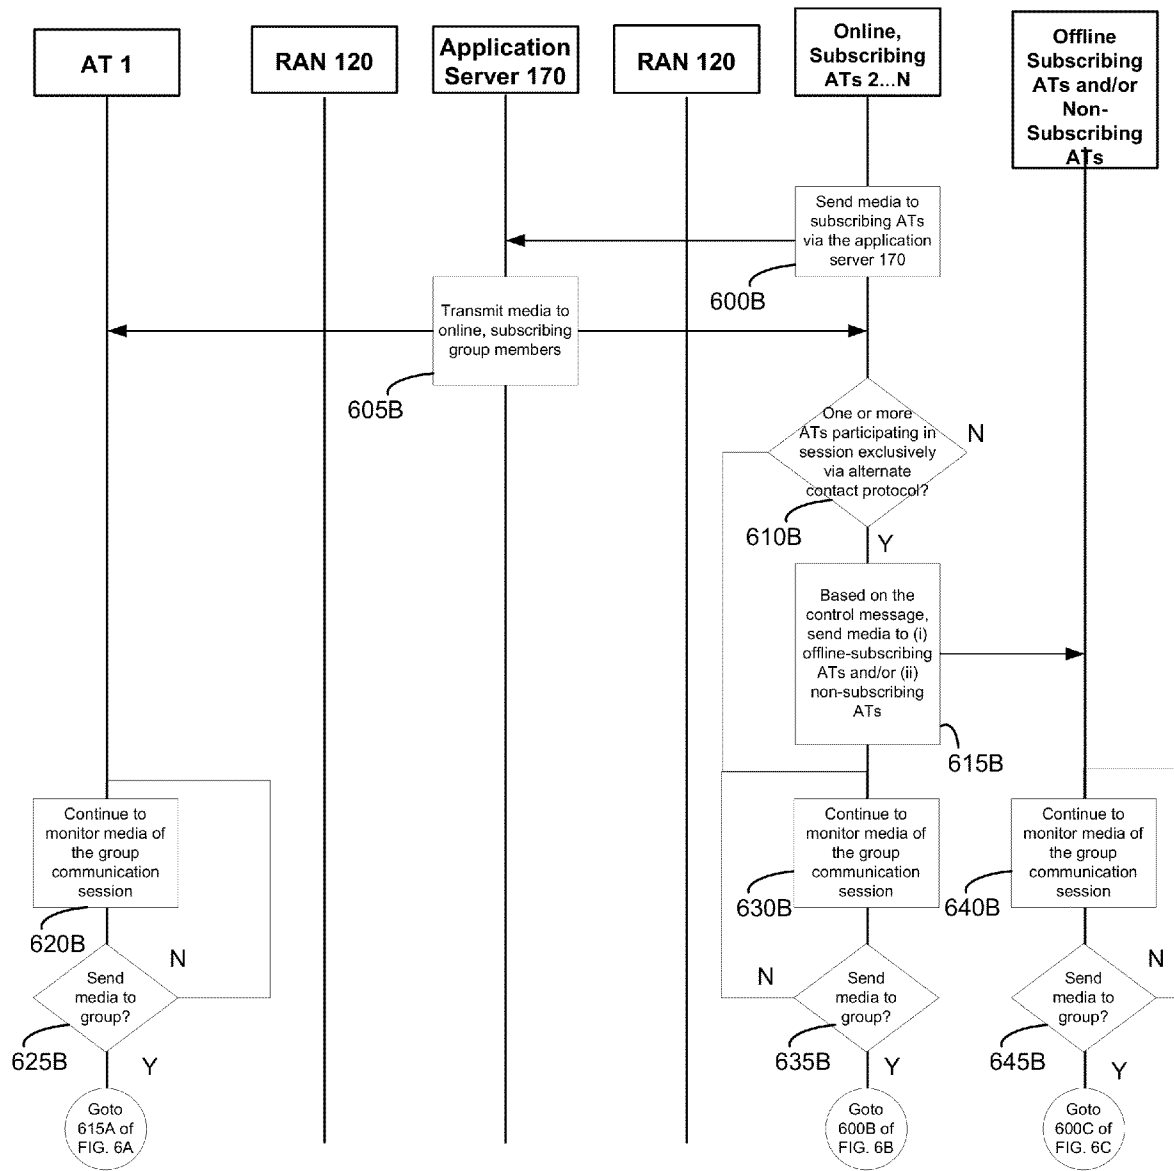 AT 1
RAN 120
Application
Server 170
RAN 120
Online,
Subscribing
ATs 2...N
Offline
Subscribing
ATs and/or
Non-
Subscribing
ATs
Send media to
subscribing ATs
via the application
server 170
600B
Transmit media to
online, subscribing
group members
605B
One or more
ATs participating in
session exclusively
via alternate
contact protocol?
N
610B
Y
Based on the
control message,
send media to (i)
offline-subscribing
ATs and/or (ii)
non-subscribing
ATs
615B
Continue to
monitor media of
the group
communication
session
620B
Continue to
monitor media of
the group
communication
session
630B
Continue to
monitor media of
the group
communication
session
640B
Send
media to
group?
N
625B
Y
Send
media to
group?
N
635B
Y
Send
media to
group?
N
645B
Y
Goto
615A of
FIG. 6A
Goto
600B of
FIG. 6B
Goto
600C of
FIG. 6C